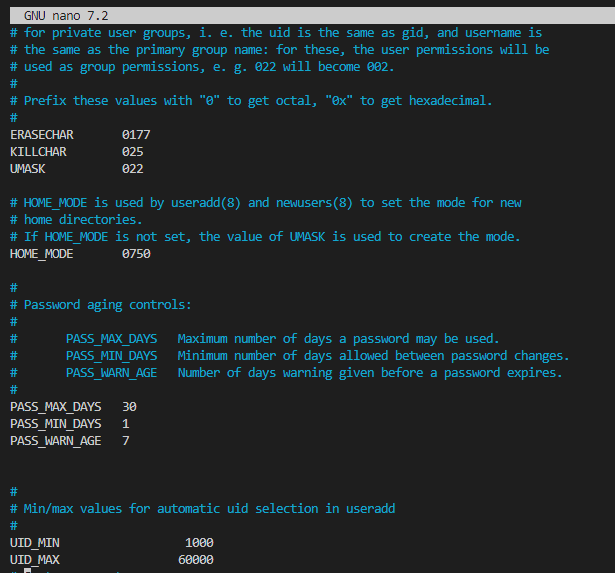 GNU nano 7.2
# for private user groups, i. e. the uid is the same as gid, and username is
# the same as the primary group name: for these, the user permissions will be
# used as group permissions, e. g. 022 will become 002.
#
# Prefix these values with "0" to get octal, "0x" to get hexadecimal.
#
ERASECHAR 0177
KILLCHAR 025
UMASK 022
# HOME_MODE is used by useradd(8) and newusers(8) to set the mode for new
# home directories.
# If HOME_MODE is not set, the value of UMASK is used to create the mode.
HOME_MODE 0750
#
# Password aging controls:
#
# PASS_MAX_DAYS Maximum number of days a password may be used.
# PASS_MIN_DAYS Minimum number of days allowed between password changes.
# PASS_WARN_AGE Number of days warning given before a password expires.
#
PASS_MAX_DAYS 30
PASS_MIN_DAYS 1
PASS_WARN_AGE 7
#
# Min/max values for automatic uid selection in useradd
#
UID_MIN 1000
UID_MAX 60000